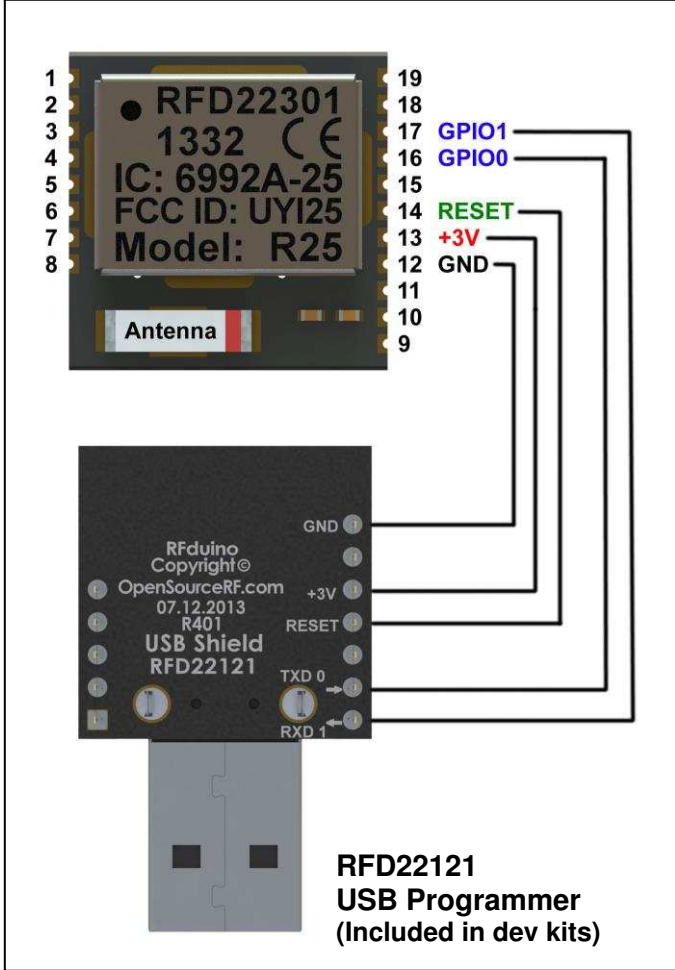 1
2
3
4
5
6
7
8
RFD22301
1332 CE
IC: 6992A-25
FCC ID: UYI25
Model: R25
Antenna
19
18
17 GPIO1
16 GPIO0
15
14 RESET
13 +3V
12 GND
11
10
9
GND
+3V
RESET
TXD 0
RXD 1
RFduino
Copyright©
OpenSourceRF.com
07.12.2013
R401
USB Shield
RFD22121
RFD22121
USB Programmer
(Included in dev kits)